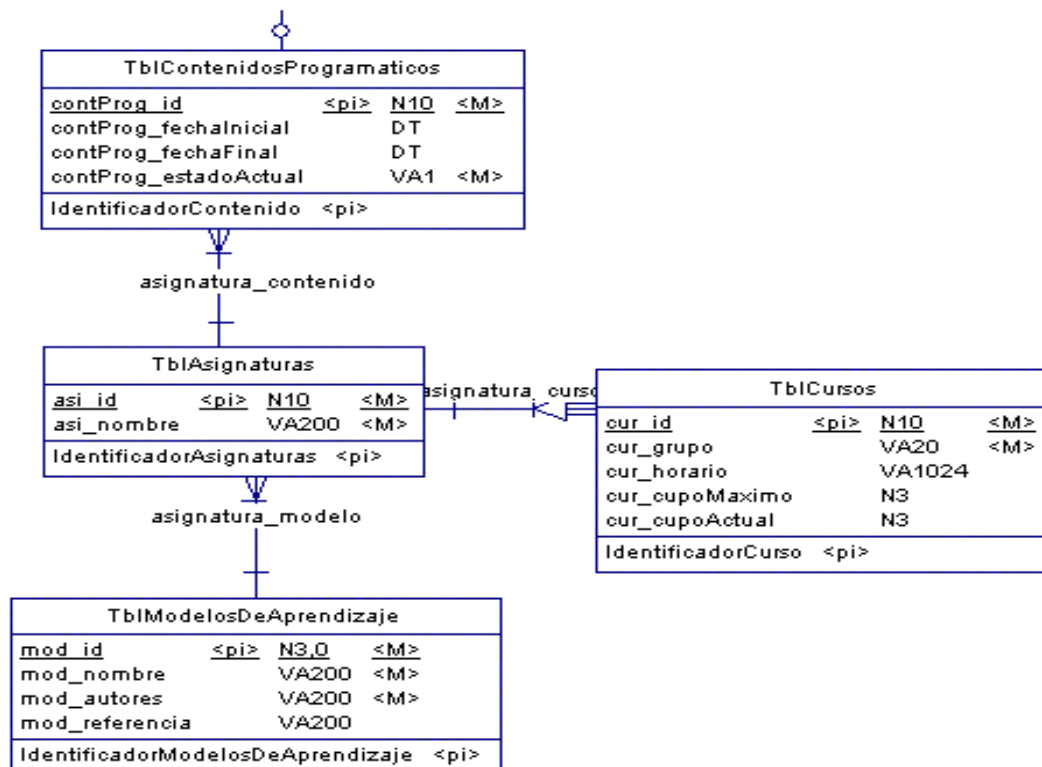 TblContenidosProgramaticos
contProg_id <pi> N10 <M>
contProg_fechaInicial DT
contProg_fechaFinal DT
contProg_estadoActual VA1 <M>
IdentificadorContenido <pi>
asignatura_contenido
TblAsignaturas
asi_id <pi> N10 <M>
asi_nombre VA200 <M>
IdentificadorAsignaturas <pi>
asignatura_curso
TblCursos
cur_id <pi> N10 <M>
cur_grupo VA20 <M>
cur_horario VA1024
cur_cupoMaximo N3
cur_cupoActual N3
IdentificadorCurso <pi>
asignatura_modelo
TblModelosDeAprendizaje
mod_id <pi> N3,0 <M>
mod_nombre VA200 <M>
mod_autores VA200 <M>
mod_referencia VA200
IdentificadorModelosDeAprendizaje <pi>